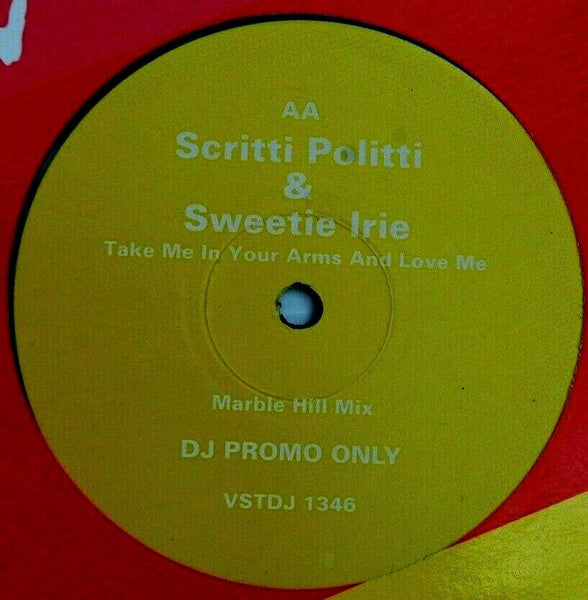 AA
Scritti Politti
&
Sweetie Irie
Take Me In Your Arms And Love Me
Marble Hill Mix
DJ PROMO ONLY
VSTDJ 1346